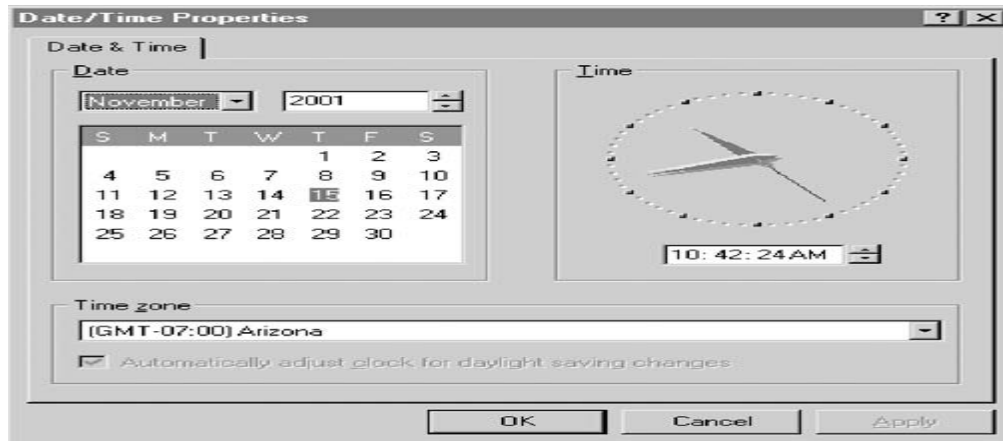 Date/Time Properties
Date & Time
Date
November
2001
S M T W T F S
1 2 3
4 5 6 7 8 9 10
11 12 13 14 15 16 17
18 19 20 21 22 23 24
25 26 27 28 29 30
Time
10:42:24 AM
Time zone
(GMT-07:00) Arizona
Automatically adjust clock for daylight saving changes
OK Cancel Apply